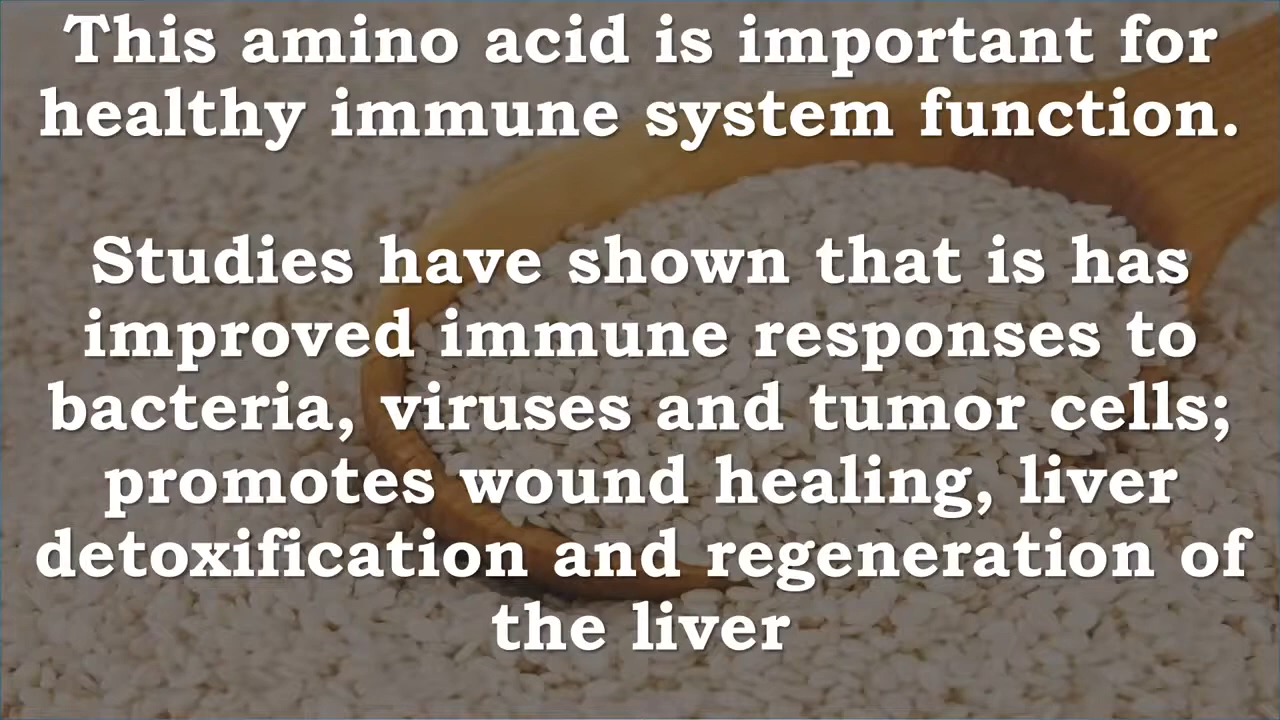 This amino acid is important for
healthy immune system function.
Studies have shown that is has
improved immune responses to
bacteria, viruses and tumor cells;
promotes wound healing, liver
detoxification and regeneration of
the liver